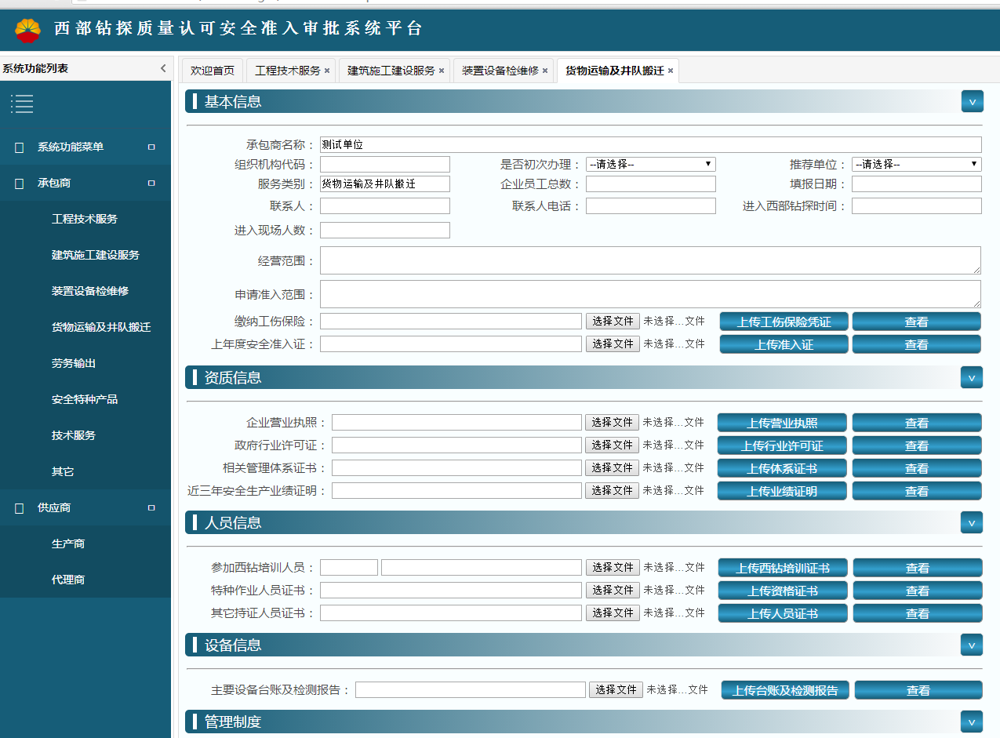 西部钻探质量认可安全准入审批系统平台
系统功能列表
欢迎首页 工程技术服务 × 建筑施工建设服务 × 装置设备检维修 × 货物运输及井队搬迁 ×
系统功能菜单
承包商
工程技术服务
建筑施工建设服务
装置设备检维修
货物运输及井队搬迁
劳务输出
安全特种产品
技术服务
其它
供应商
生产商
代理商
基本信息 v
承包商名称： 测试单位
组织机构代码： 是否初次办理： --请选择-- 推荐单位： --请选择--
服务类别： 货物运输及井队搬迁 企业员工总数： 填报日期：
联系人： 联系人电话： 进入西部钻探时间：
进入现场人数：
经营范围：
申请准入范围：
缴纳工伤保险： 选择文件 未选择...文件 上传工伤保险凭证 查看
上年度安全准入证： 选择文件 未选择...文件 上传准入证 查看
资质信息 v
企业营业执照： 选择文件 未选择...文件 上传营业执照 查看
政府行业许可证： 选择文件 未选择...文件 上传行业许可证 查看
相关管理体系证书： 选择文件 未选择...文件 上传体系证书 查看
近三年安全生产业绩证明： 选择文件 未选择...文件 上传业绩证明 查看
人员信息 v
参加西钻培训人员： 选择文件 未选择...文件 上传西钻培训证书 查看
特种作业人员证书： 选择文件 未选择...文件 上传资格证书 查看
其它持证人员证书： 选择文件 未选择...文件 上传人员证书 查看
设备信息 v
主要设备台账及检测报告： 选择文件 未选择...文件 上传台账及检测报告 查看
管理制度 v